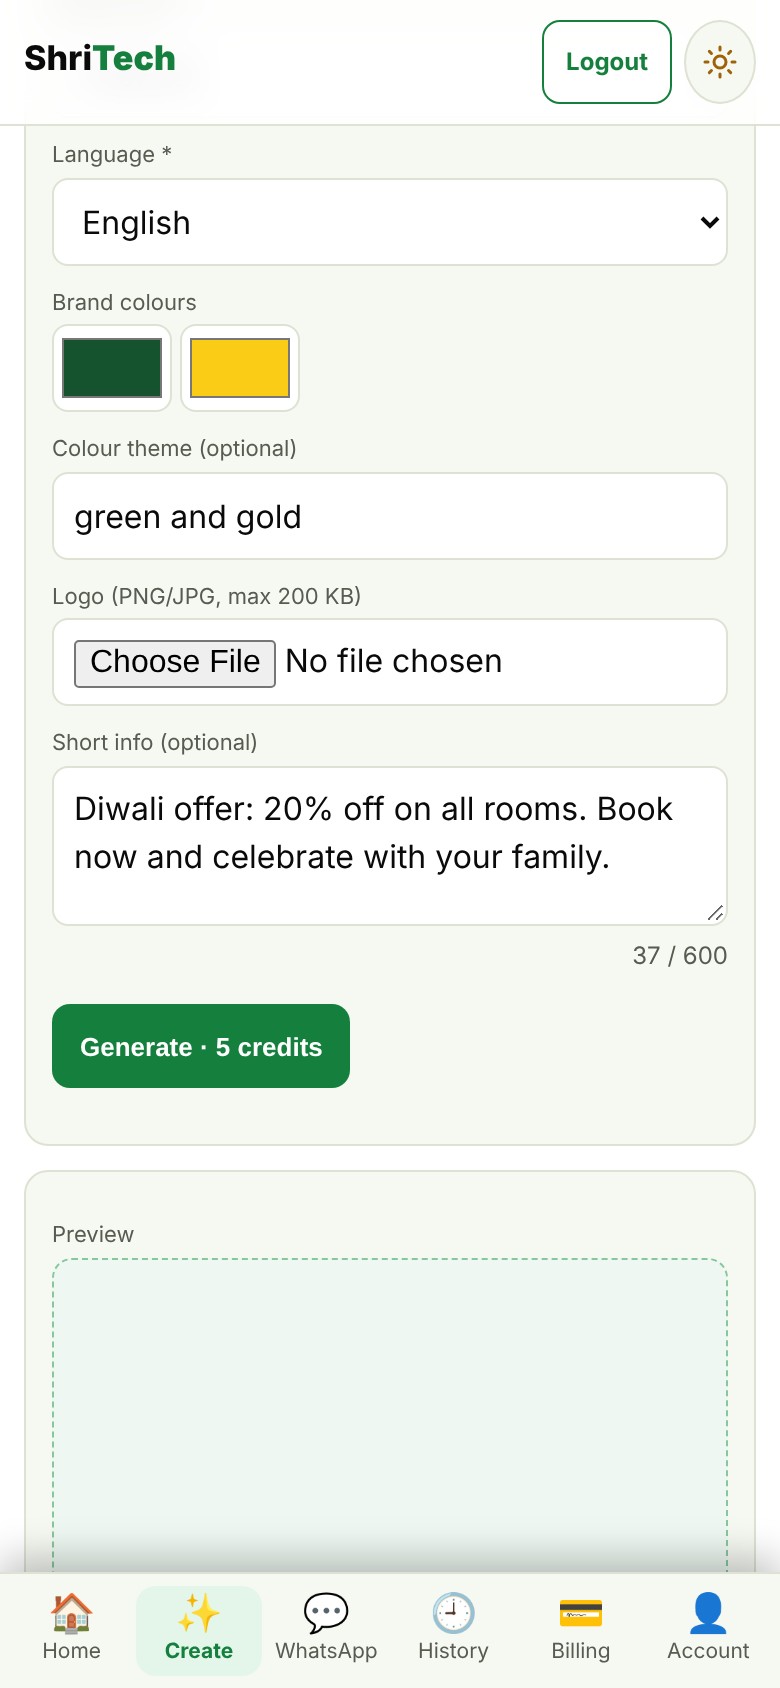 ShriTech
Logout
Language *
English
Brand colours
Colour theme (optional)
green and gold
Logo (PNG/JPG, max 200 KB)
Choose File No file chosen
Short info (optional)
Diwali offer: 20% off on all rooms. Book
now and celebrate with your family.
37 / 600
Generate · 5 credits
Preview
Home
Create
WhatsApp
History
Billing
Account